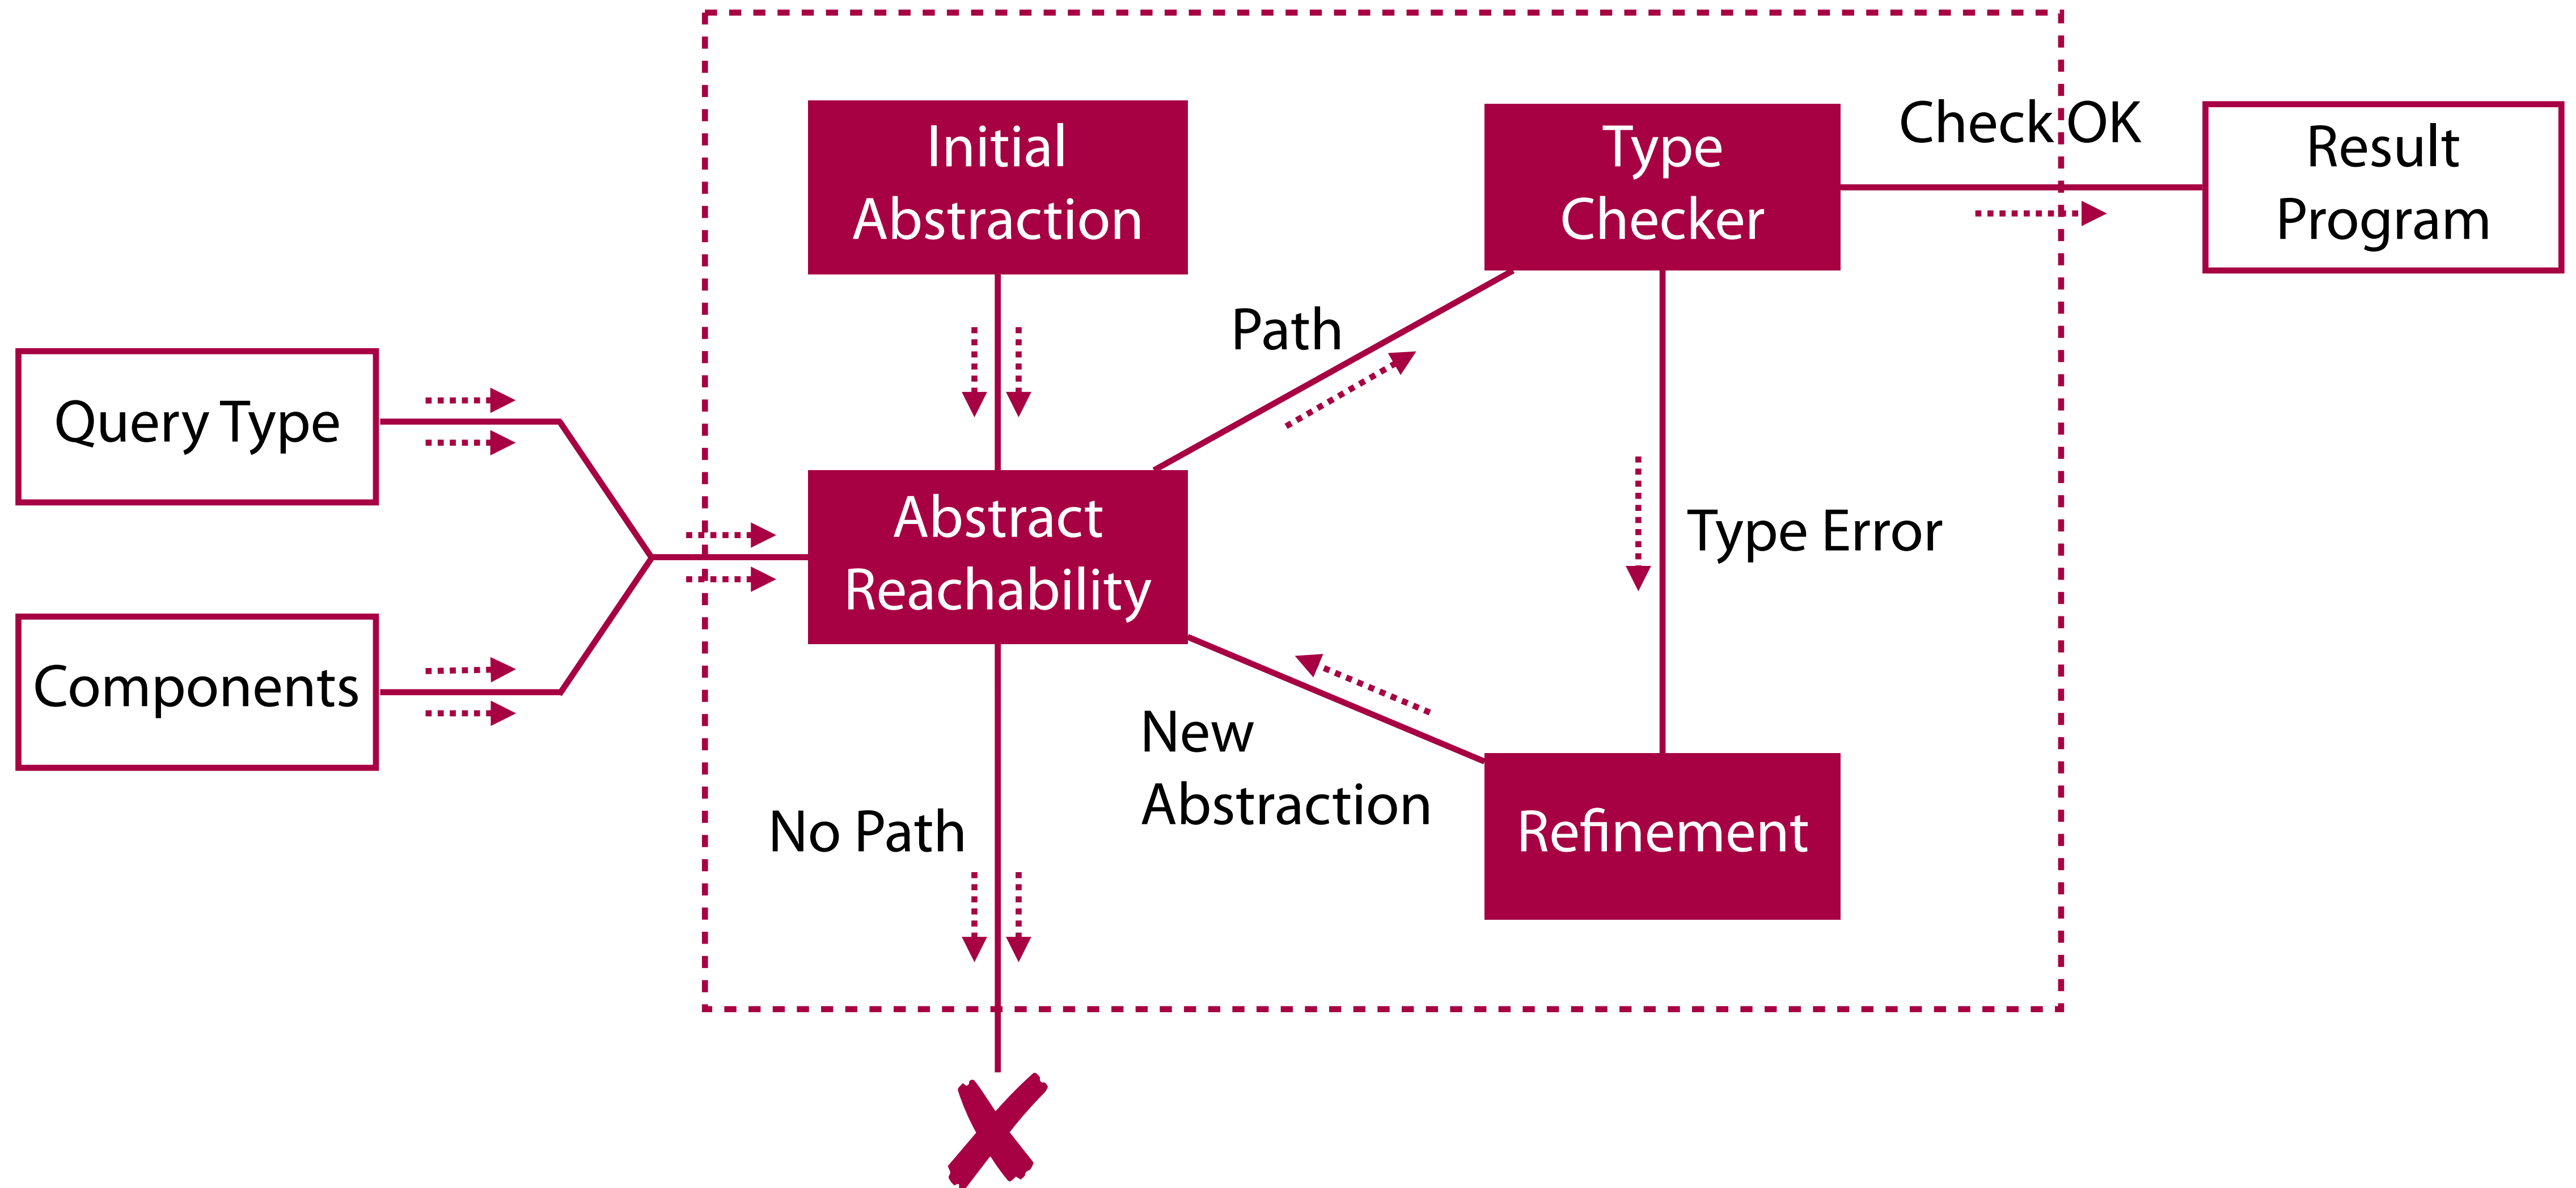 Initial
Abstraction
Type
Checker
Check OK
Result
Program
Path
Query Type
Abstract
Reachability
Type Error
Components
New
Abstraction
No Path
Refinement